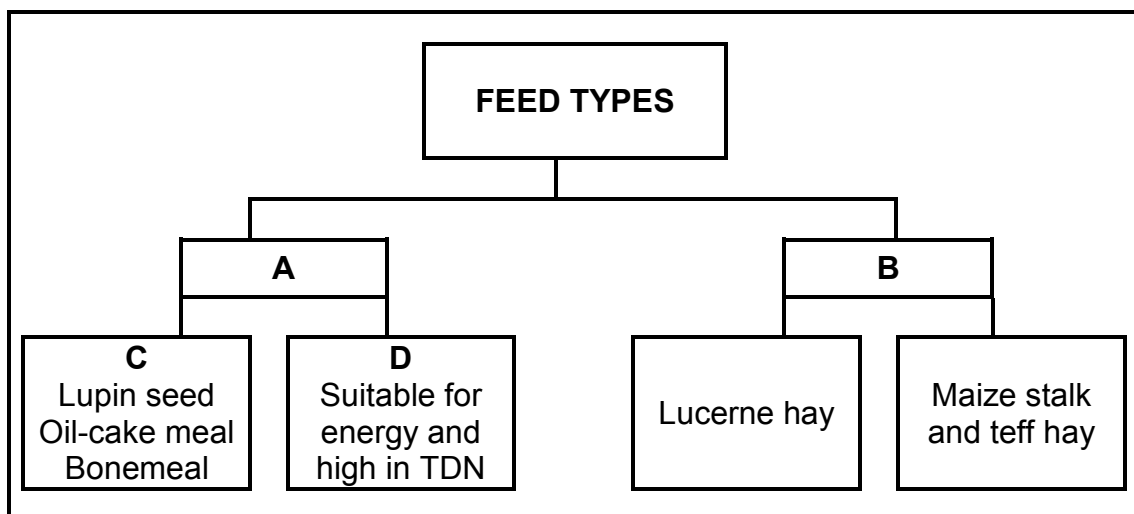 FEED TYPES
A
B
C
Lupin seed
Oil-cake meal
Bonemeal
D
Suitable for
energy and
high in TDN
Lucerne hay
Maize stalk
and teff hay